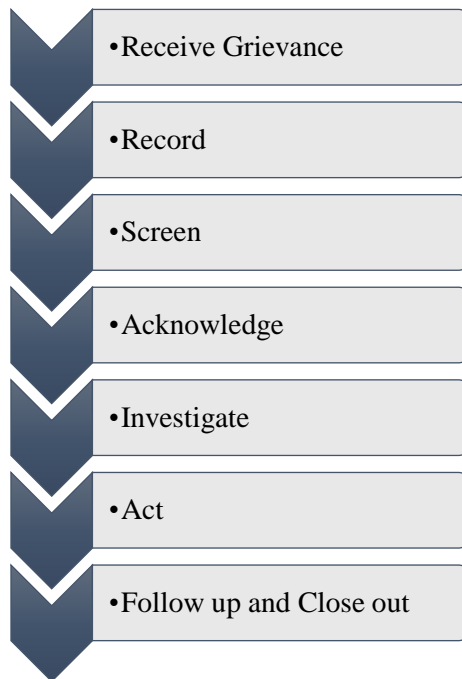 •Receive Grievance
•Record
•Screen
•Acknowledge
•Investigate
•Act
•Follow up and Close out